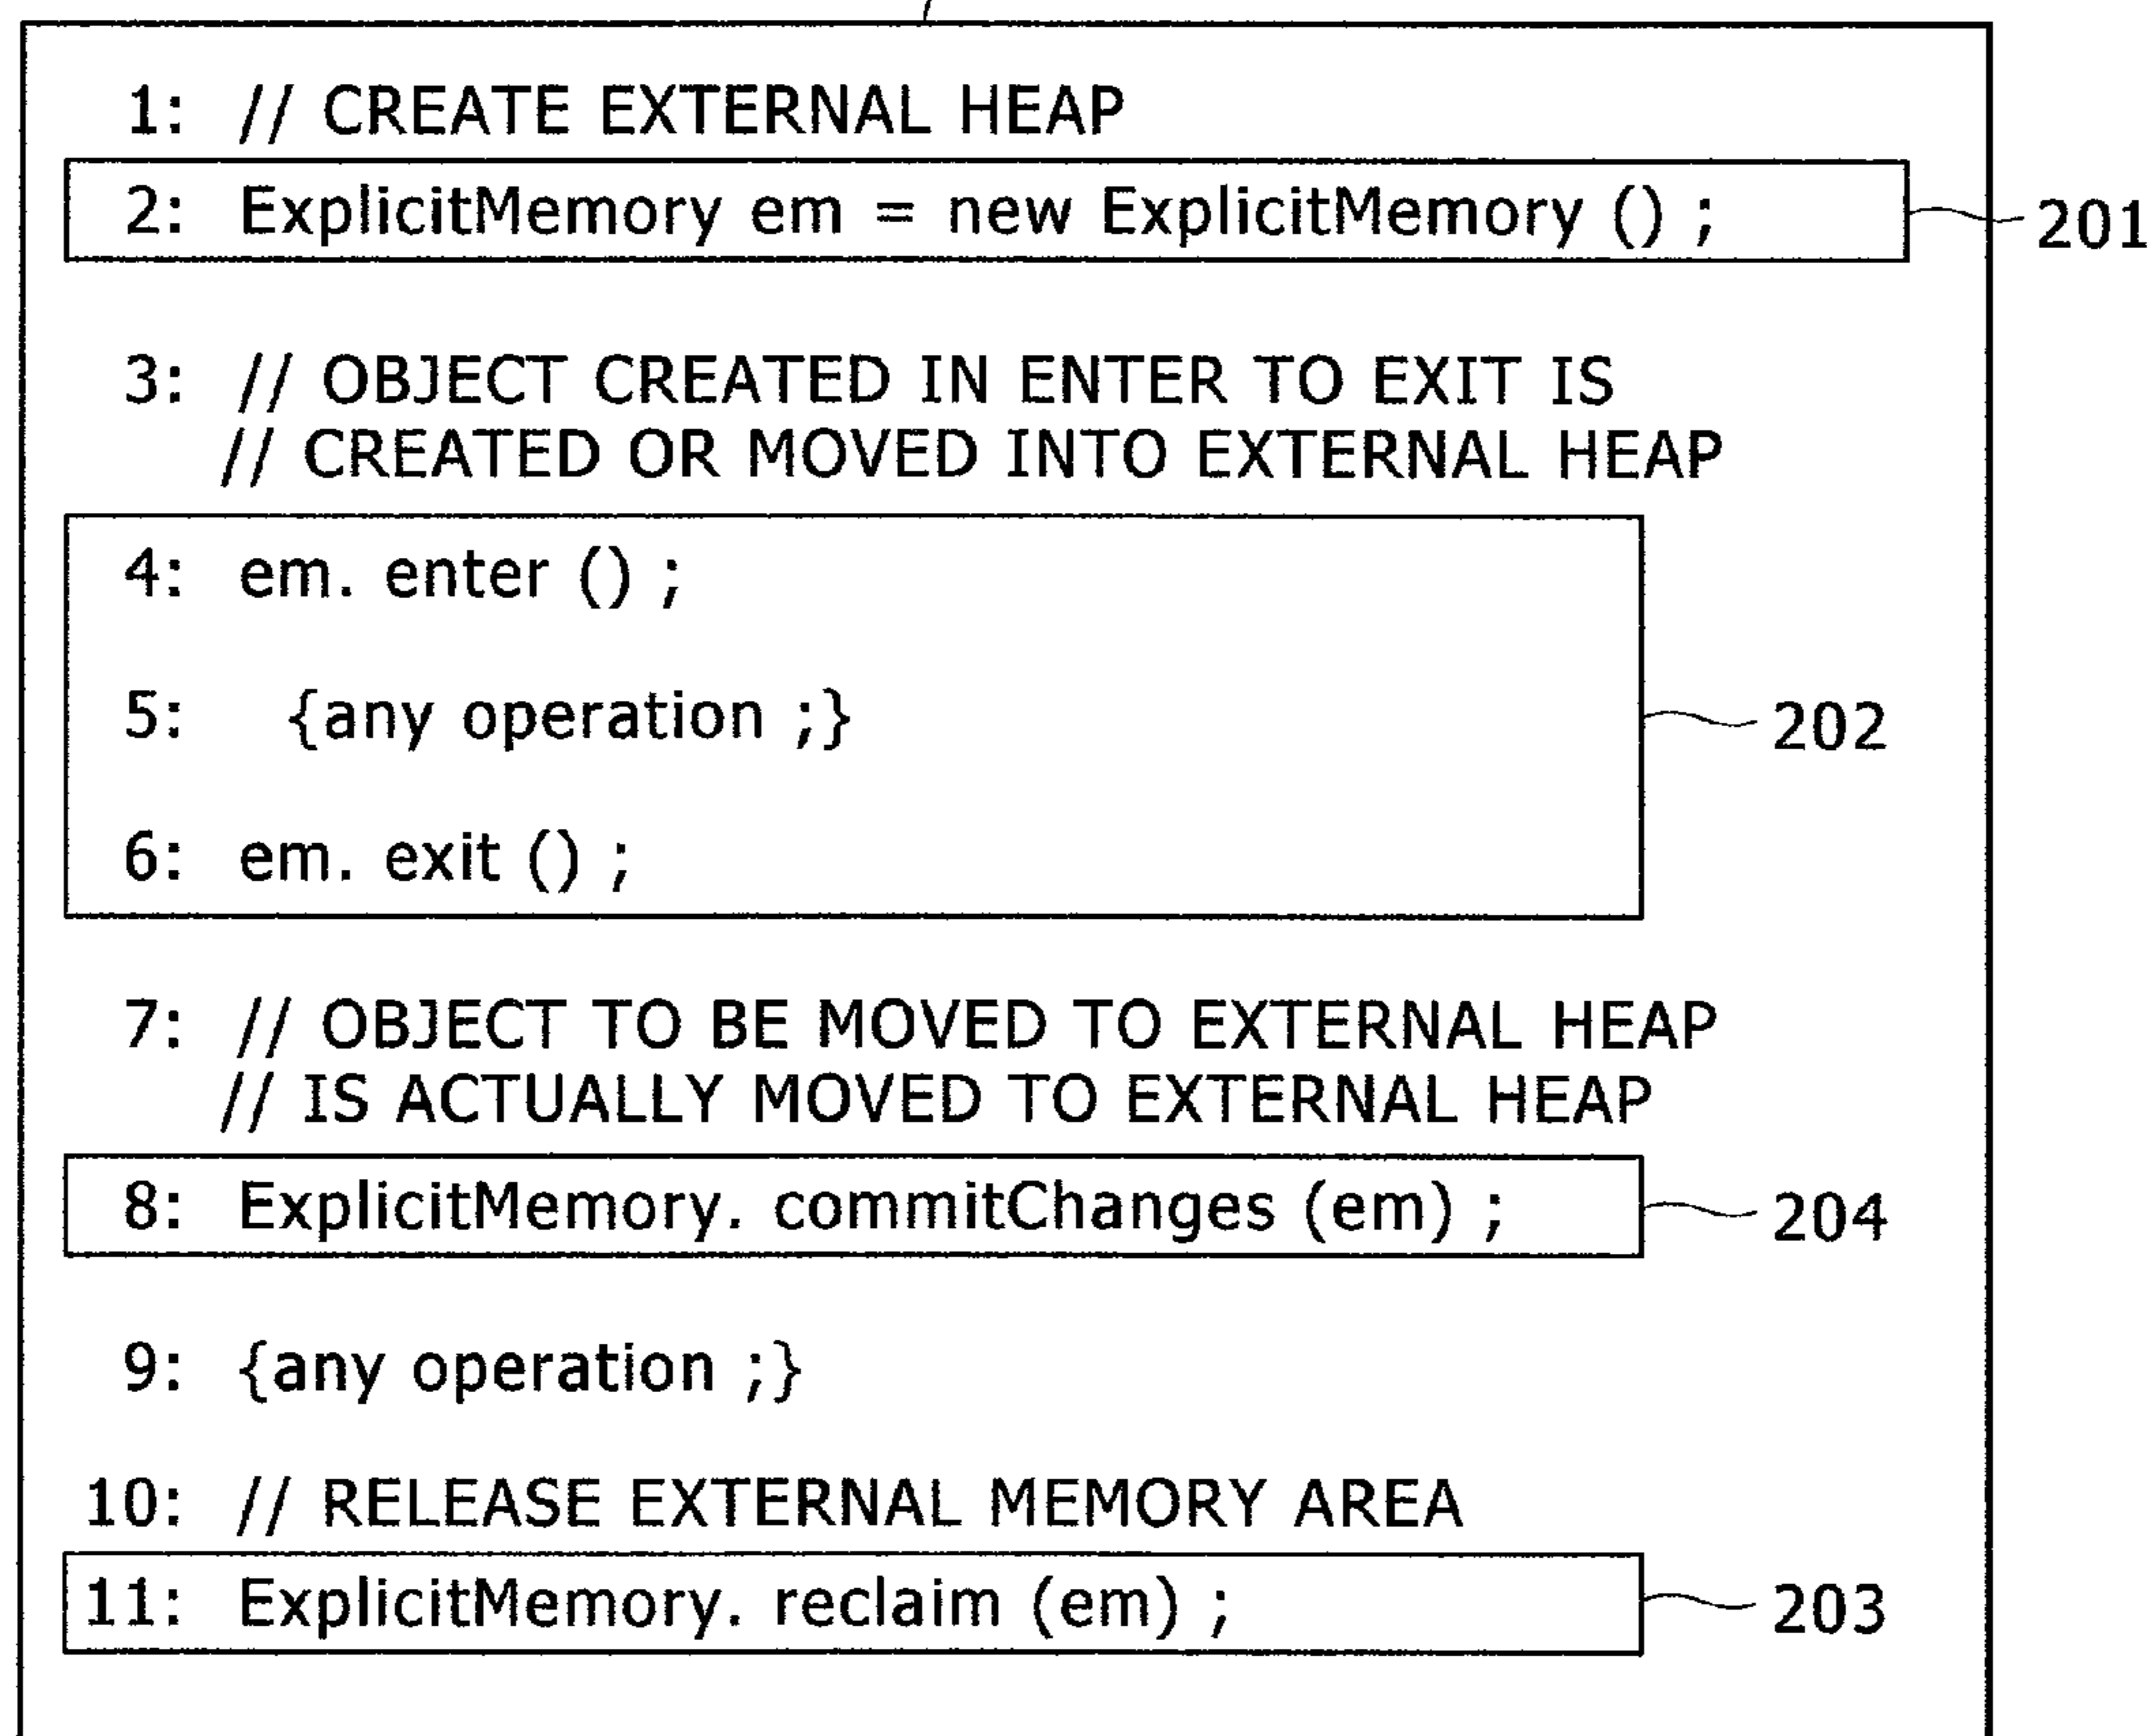 1: // CREATE EXTERNAL HEAP
2: ExplicitMemory em = new ExplicitMemory () ; 201
3: // OBJECT CREATED IN ENTER TO EXIT IS
// CREATED OR MOVED INTO EXTERNAL HEAP
4: em. enter () ;
5: {any operation ;} 202
6: em. exit () ;
7: // OBJECT TO BE MOVED TO EXTERNAL HEAP
// IS ACTUALLY MOVED TO EXTERNAL HEAP
8: ExplicitMemory. commitChanges (em) ; 204
9: {any operation ;}
10: // RELEASE EXTERNAL MEMORY AREA
11: ExplicitMemory. reclaim (em) ; 203